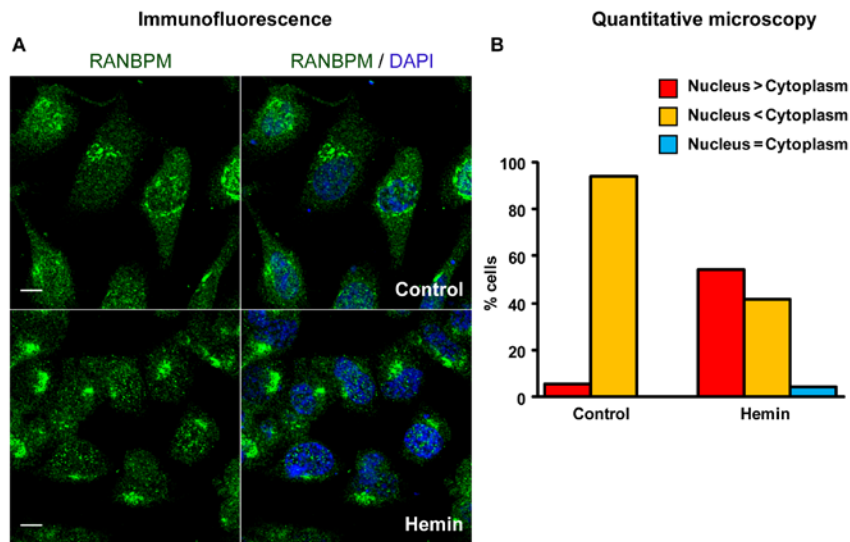 Immunofluorescence
Quantitative microscopy
A
B
RANBPM
RANBPM / DAPI
Control
Hemin
Nucleus > Cytoplasm
Nucleus < Cytoplasm
Nucleus = Cytoplasm
100
80
60
40
20
0
% cells
Control
Hemin